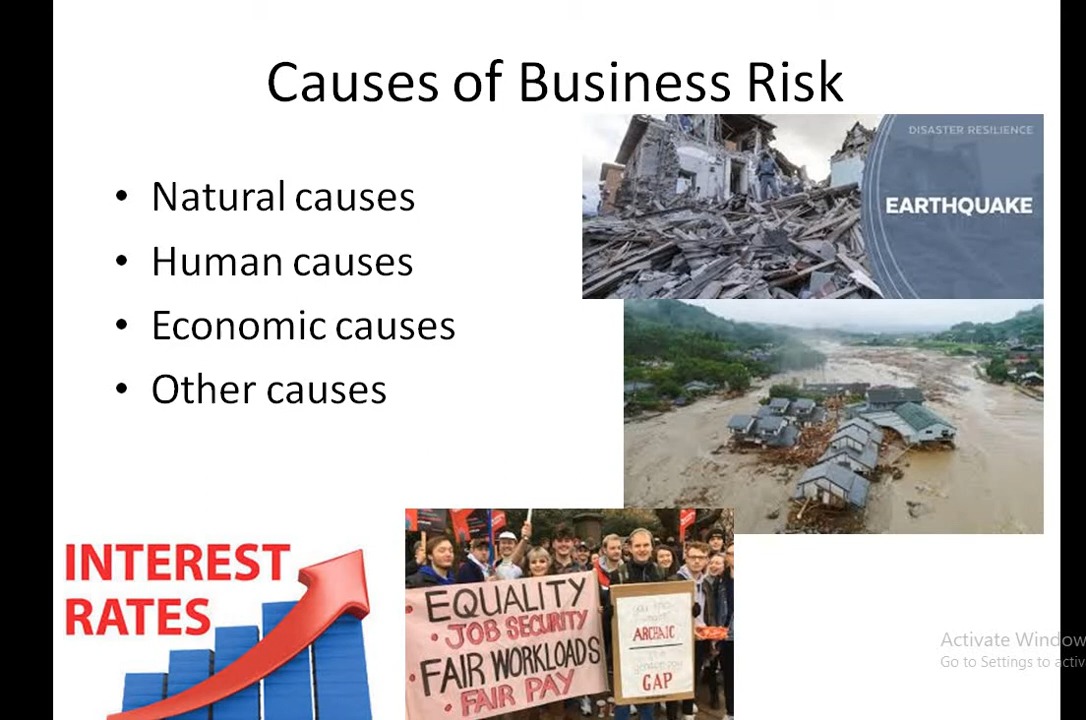 Causes of Business Risk
• Natural causes
• Human causes
• Economic causes
• Other causes
DISASTER RESILIENCE
EARTHQUAKE
INTEREST
RATES
• EQUALITY
• JOB SECURITY
• FAIR WORKLOADS
• FAIR PAY
ARCHAIC
GAP
Activate Window
Go to Settings to activ